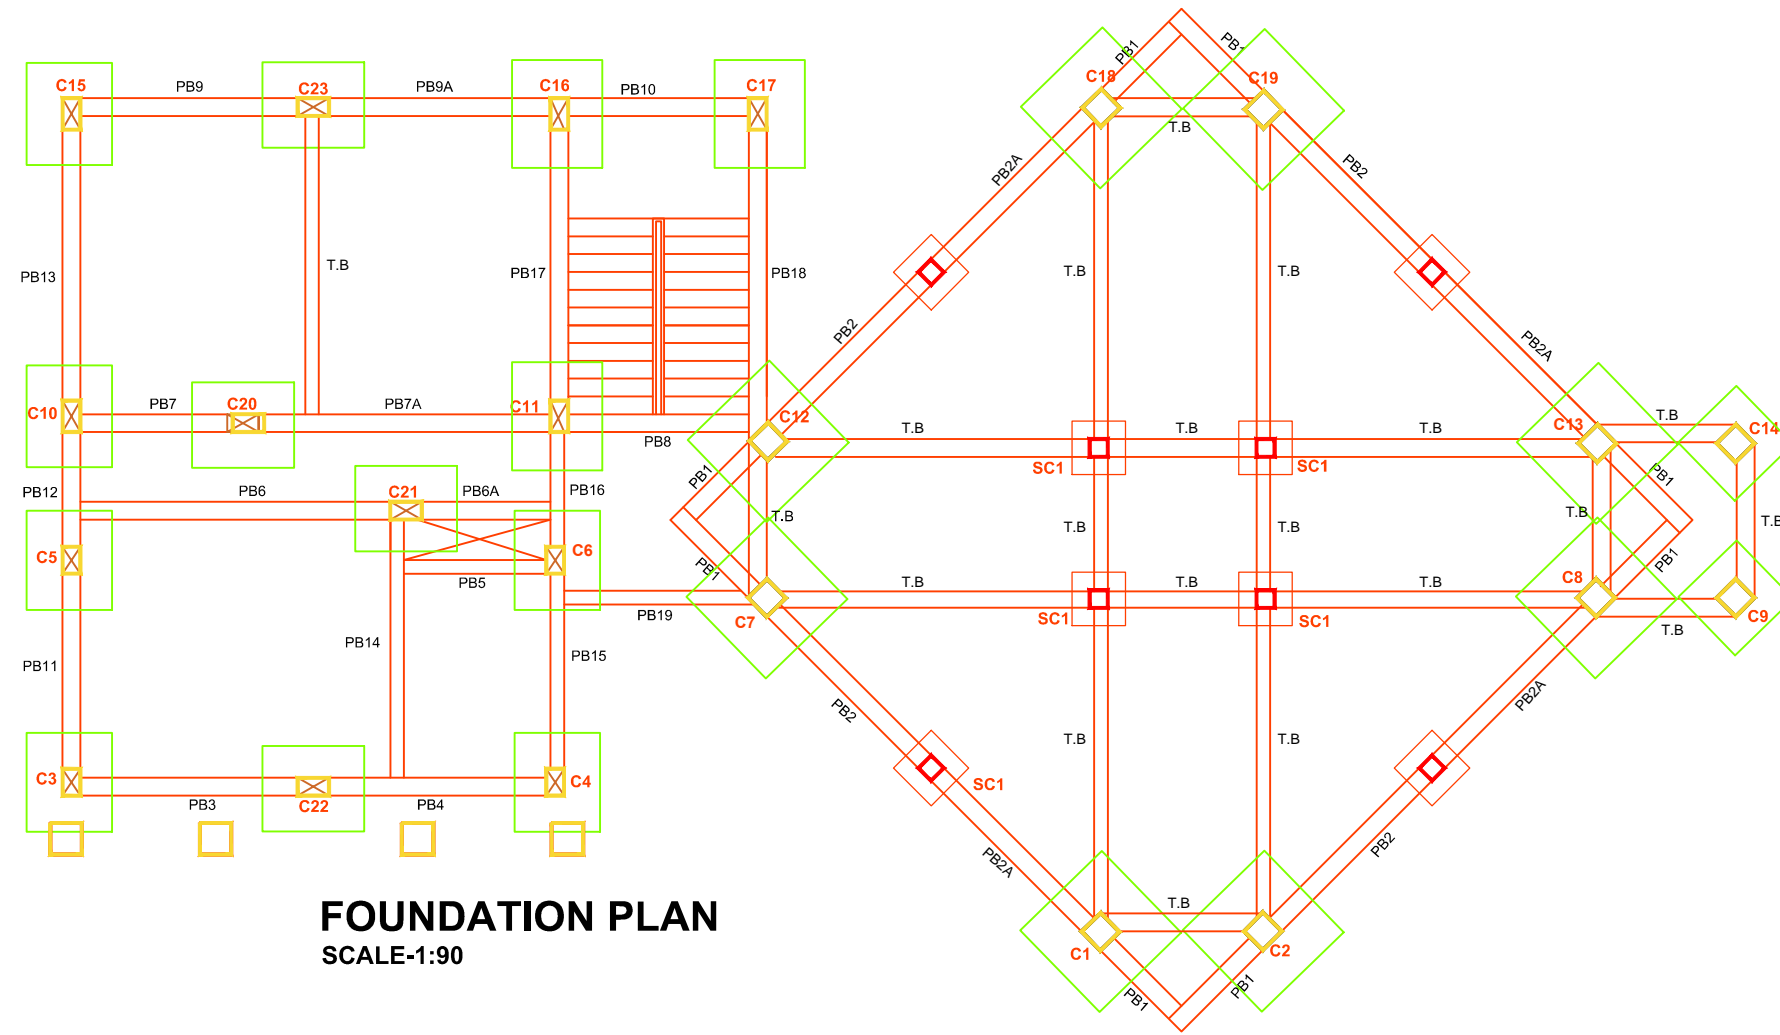 PB1
PB1
C15
PB9
C23
PB9A
C16
PB10
C17
C18
C19
T.B
PB2A
PB2
PB13
T.B
PB17
PB18
T.B
T.B
PB2
PB2A
C10
PB7
C20
PB7A
C11
PB8
C12
T.B
T.B
T.B
C13
T.B
C14
PB1
SC1
SC1
PB1
PB12
PB6
C21
PB6A
PB16
T.B
T.B
T.B
T.B
T.B
C5
C6
PB5
PB1
T.B
T.B
T.B
C8
PB1
PB19
C7
SC1
SC1
C9
T.B
PB11
PB14
PB15
PB2
PB2A
T.B
T.B
C3
C22
C4
SC1
PB3
PB4
PB2A
PB2
T.B
FOUNDATION PLAN
SCALE-1:90
C1
C2
PB1
PB1